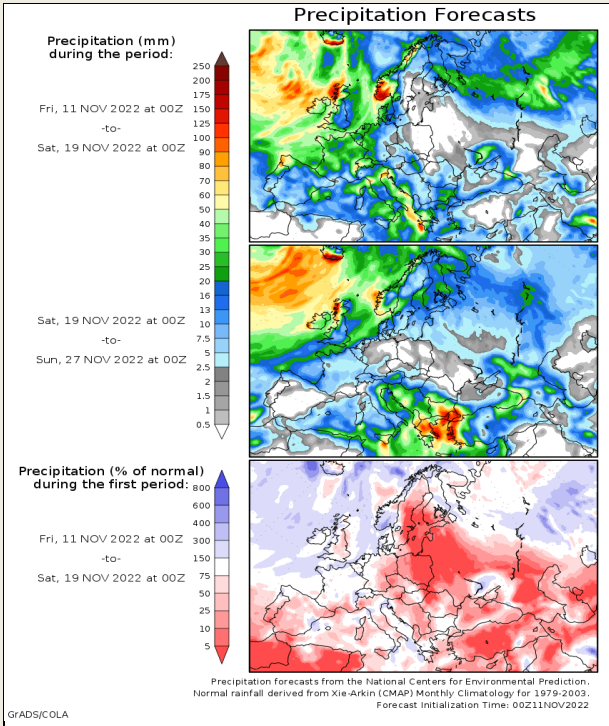 Precipitation Forecasts
Precipitation (mm)
during the period:
Fri, 11 NOV 2022 at 00Z
-to-
Sat, 19 NOV 2022 at 00Z
250
200
175
150
125
100
90
80
70
60
50
40
35
30
25
20
16
13
10
7.5
5
2.5
2
1.5
1
0.5
Sat, 19 NOV 2022 at 00Z
-to-
Sun, 27 NOV 2022 at 00Z
Precipitation (% of normal)
during the first period:
Fri, 11 NOV 2022 at 00Z
-to-
Sat, 19 NOV 2022 at 00Z
800
600
400
300
150
75
50
25
10
5
Precipitation forecasts from the National Centers for Environmental Prediction.
Normal rainfall derived from Xie-Arkin (CMAP) Monthly Climatology for 1979-2003.
Forecast Initialization Time: 00Z11NOV2022
GrADS/COLA